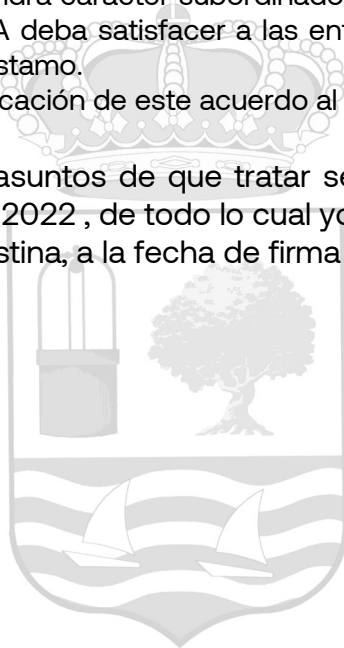 carácter subordinado
A deba satisfacer a las ent
stamo.
cación de este acuerdo al
asuntos de que tratar se
2022 , de todo lo cual yo
stina, a la fecha de firma